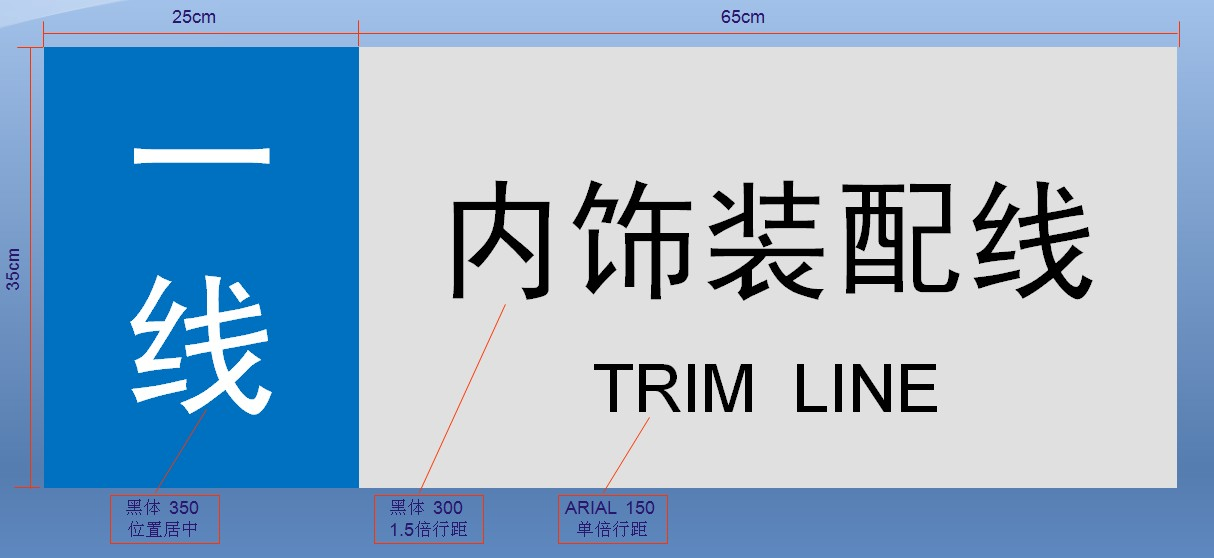 25cm
65cm
35cm
一
线
内饰装配线
TRIM LINE
黑体 350
位置居中
黑体 300
1.5倍行距
ARIAL 150
单倍行距